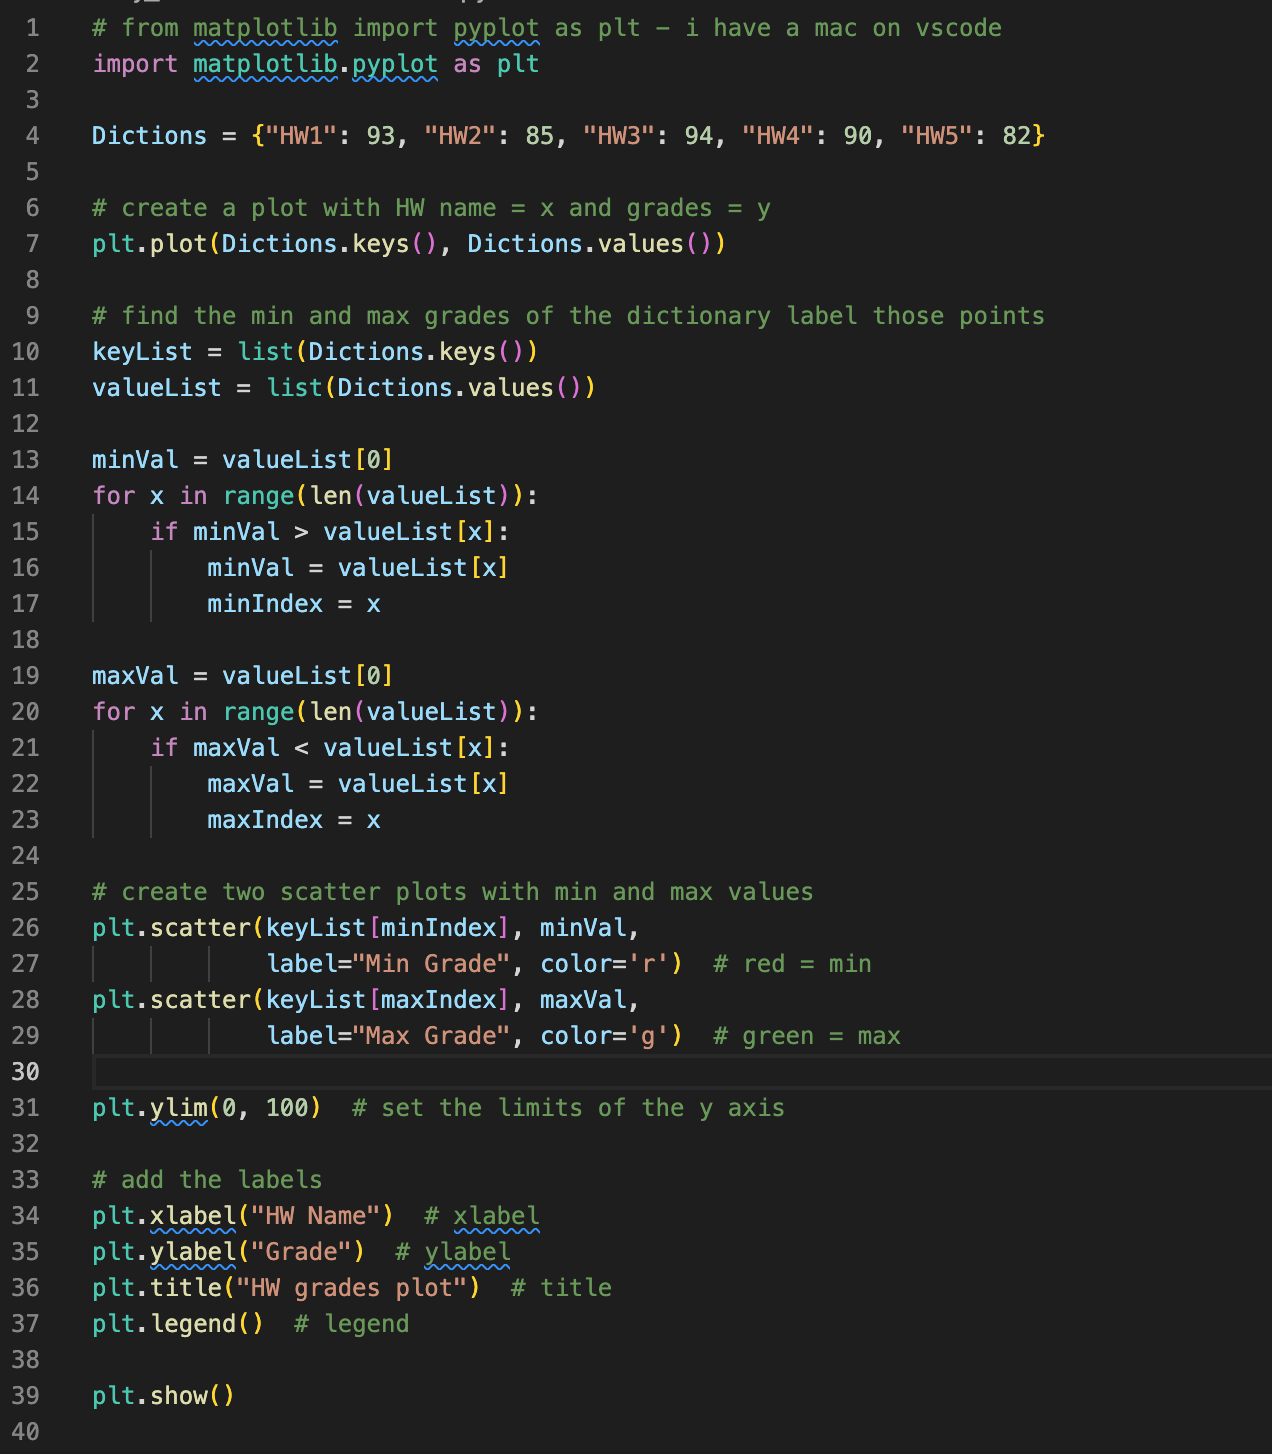 1 # from matplotlib import pyplot as plt – i have a mac on vscode
2 import matplotlib.pyplot as plt
3
4 Dictions = {"HW1": 93, "HW2": 85, "HW3": 94, "HW4": 90, "HW5": 82}
5
6 # create a plot with HW name = x and grades = y
7 plt.plot(Dictions.keys(), Dictions.values())
8
9 # find the min and max grades of the dictionary label those points
10 keyList = list(Dictions.keys())
11 valueList = list(Dictions.values())
12
13 minVal = valueList[0]
14 for x in range(len(valueList)):
15     if minVal > valueList[x]:
16         minVal = valueList[x]
17         minIndex = x
18
19 maxVal = valueList[0]
20 for x in range(len(valueList)):
21     if maxVal < valueList[x]:
22         maxVal = valueList[x]
23         maxIndex = x
24
25 # create two scatter plots with min and max values
26 plt.scatter(keyList[minIndex], minVal,
27             label="Min Grade", color='r')  # red = min
28 plt.scatter(keyList[maxIndex], maxVal,
29             label="Max Grade", color='g')  # green = max
30
31 plt.ylim(0, 100)  # set the limits of the y axis
32
33 # add the labels
34 plt.xlabel("HW Name")  # xlabel
35 plt.ylabel("Grade")  # ylabel
36 plt.title("HW grades plot")  # title
37 plt.legend()  # legend
38
39 plt.show()
40